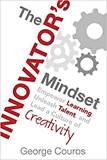 The
INNOVATOR'S
Mindset
Empower Learning,
Unleash Talent, and
Lead a Culture of
Creativity
George Couros